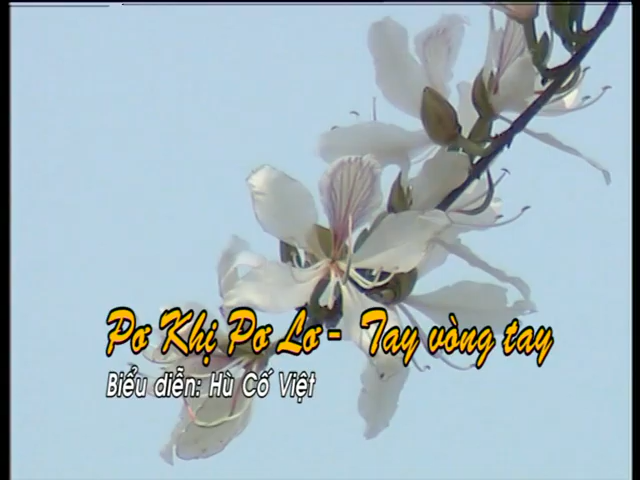 Pơ Khị Pơ Lơ - Tay vòng tay
Biểu diễn: Hù Cố Việt